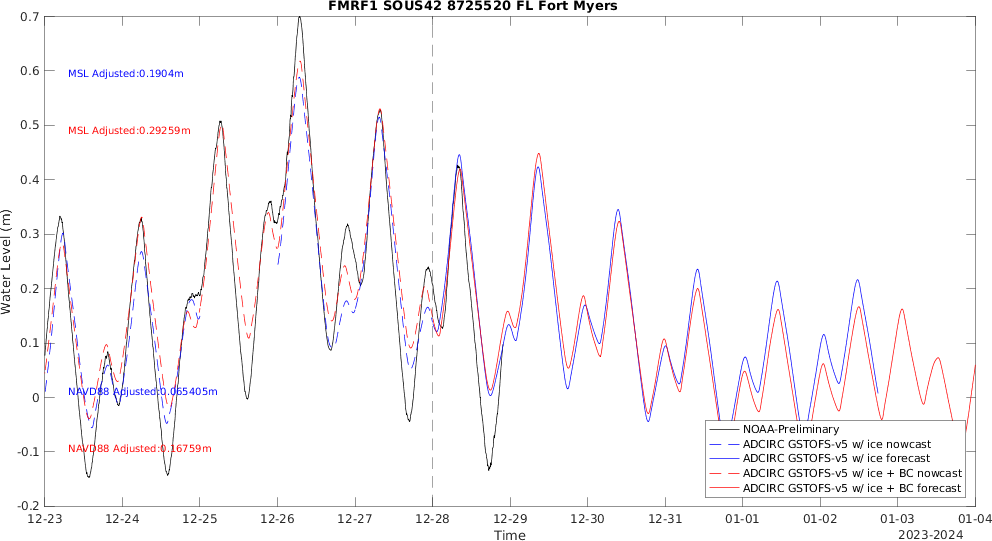 FMRF1 SOUS42 8725520 FL Fort Myers
0.7
0.6
0.5
0.4
0.3
0.2
0.1
0
-0.1
-0.2
Water Level (m)
MSL Adjusted:0.1904m
MSL Adjusted:0.29259m
NAVD88 Adjusted:0.065405m
NAVD88 Adjusted:0.16759m
NOAA-Preliminary
ADCIRC GSTOFS-v5 w/ ice nowcast
ADCIRC GSTOFS-v5 w/ ice forecast
ADCIRC GSTOFS-v5 w/ ice + BC nowcast
ADCIRC GSTOFS-v5 w/ ice + BC forecast
12-23 12-24 12-25 12-26 12-27 12-28 12-29 12-30 12-31 01-01 01-02 01-03 01-04
Time
2023-2024